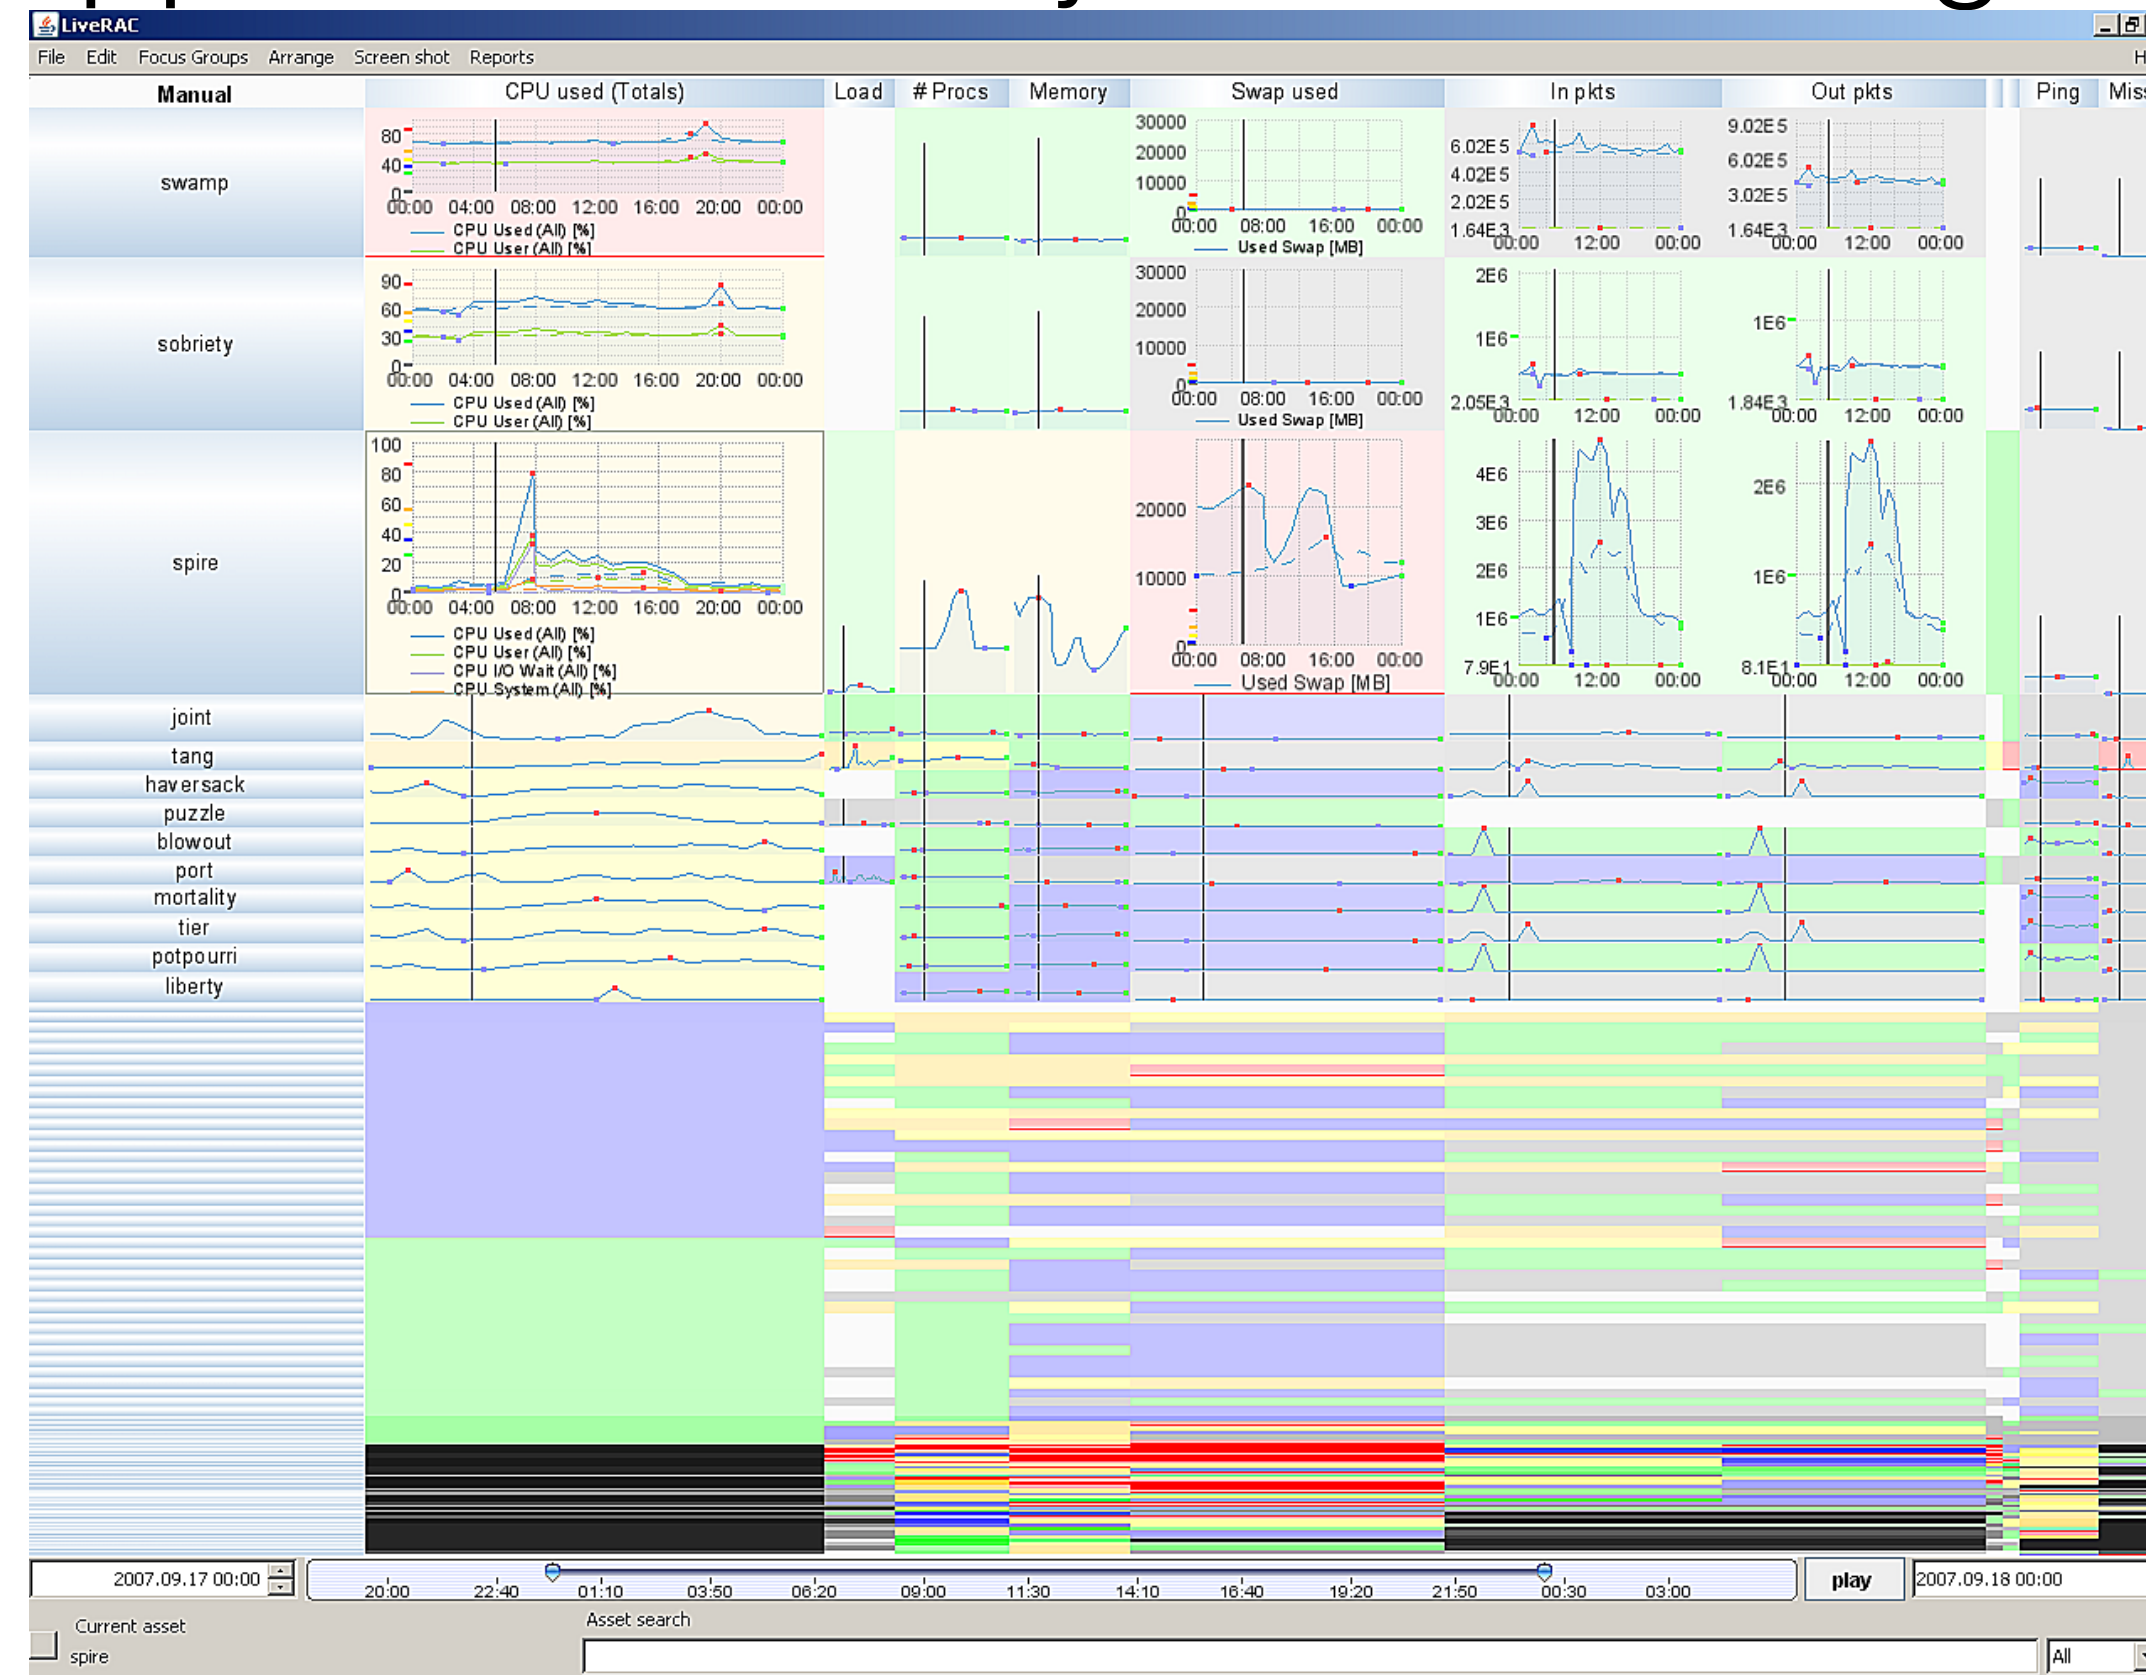 LiveRAC
File Edit Focus Groups Arrange Screen shot Reports
Manual CPU used (Totals) Load # Procs Memory Swap used In pkts Out pkts Ping
swamp
80
40
0
00:00 04:00 08:00 12:00 16:00 20:00 00:00
CPU Used (All) [%]
CPU User (All) [%]
30000
20000
10000
0
00:00 08:00 16:00 00:00
Used Swap [MB]
6.02E5
4.02E5
2.02E5
1.64E3
00:00 12:00 00:00
9.02E5
6.02E5
3.02E5
1.64E3
00:00 12:00 00:00
sobriety
90
60
30
0
00:00 04:00 08:00 12:00 16:00 20:00 00:00
CPU Used (All) [%]
CPU User (All) [%]
30000
20000
10000
0
00:00 08:00 16:00 00:00
Used Swap [MB]
2E6
1E6
2.05E3
00:00 12:00 00:00
1E6
1.84E3
00:00 12:00 00:00
spire
100
80
60
40
20
0
00:00 04:00 08:00 12:00 16:00 20:00 00:00
CPU Used (All) [%]
CPU User (All) [%]
CPU I/O Wait (All) [%]
CPU System (All) [%]
20000
10000
0
00:00 08:00 16:00 00:00
Used Swap [MB]
4E6
3E6
2E6
1E6
7.9E1
00:00 12:00 00:00
2E6
1E6
8.1E1
00:00 12:00 00:00
joint
tang
haversack
puzzle
blowout
port
mortality
tier
potpourri
liberty
2007.09.17 00:00 20:00 22:40 01:10 03:50 06:20 09:00 11:30 14:10 16:40 19:20 21:50 00:30 03:00 play 2007.09.18 00:00
Current asset Asset search
spire All